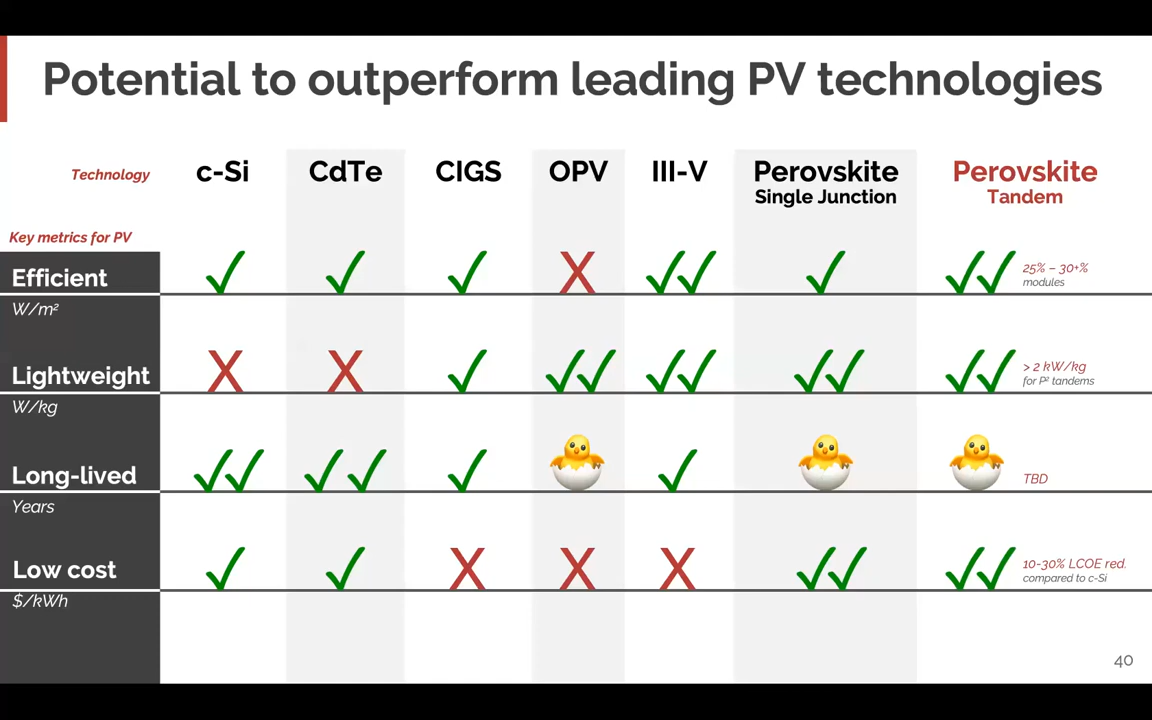 Potential to outperform leading PV technologies
Technology
c-Si
CdTe
CIGS
OPV
III-V
Perovskite
Single Junction
Perovskite
Tandem
Key metrics for PV
Efficient
W/m²
X
25% – 30+%
modules
Lightweight
W/kg
X
X
> 2 kW/kg
for P² tandems
Long-lived
Years
TBD
Low cost
$/kWh
X
X
X
10-30% LCOE red.
compared to c-Si
40